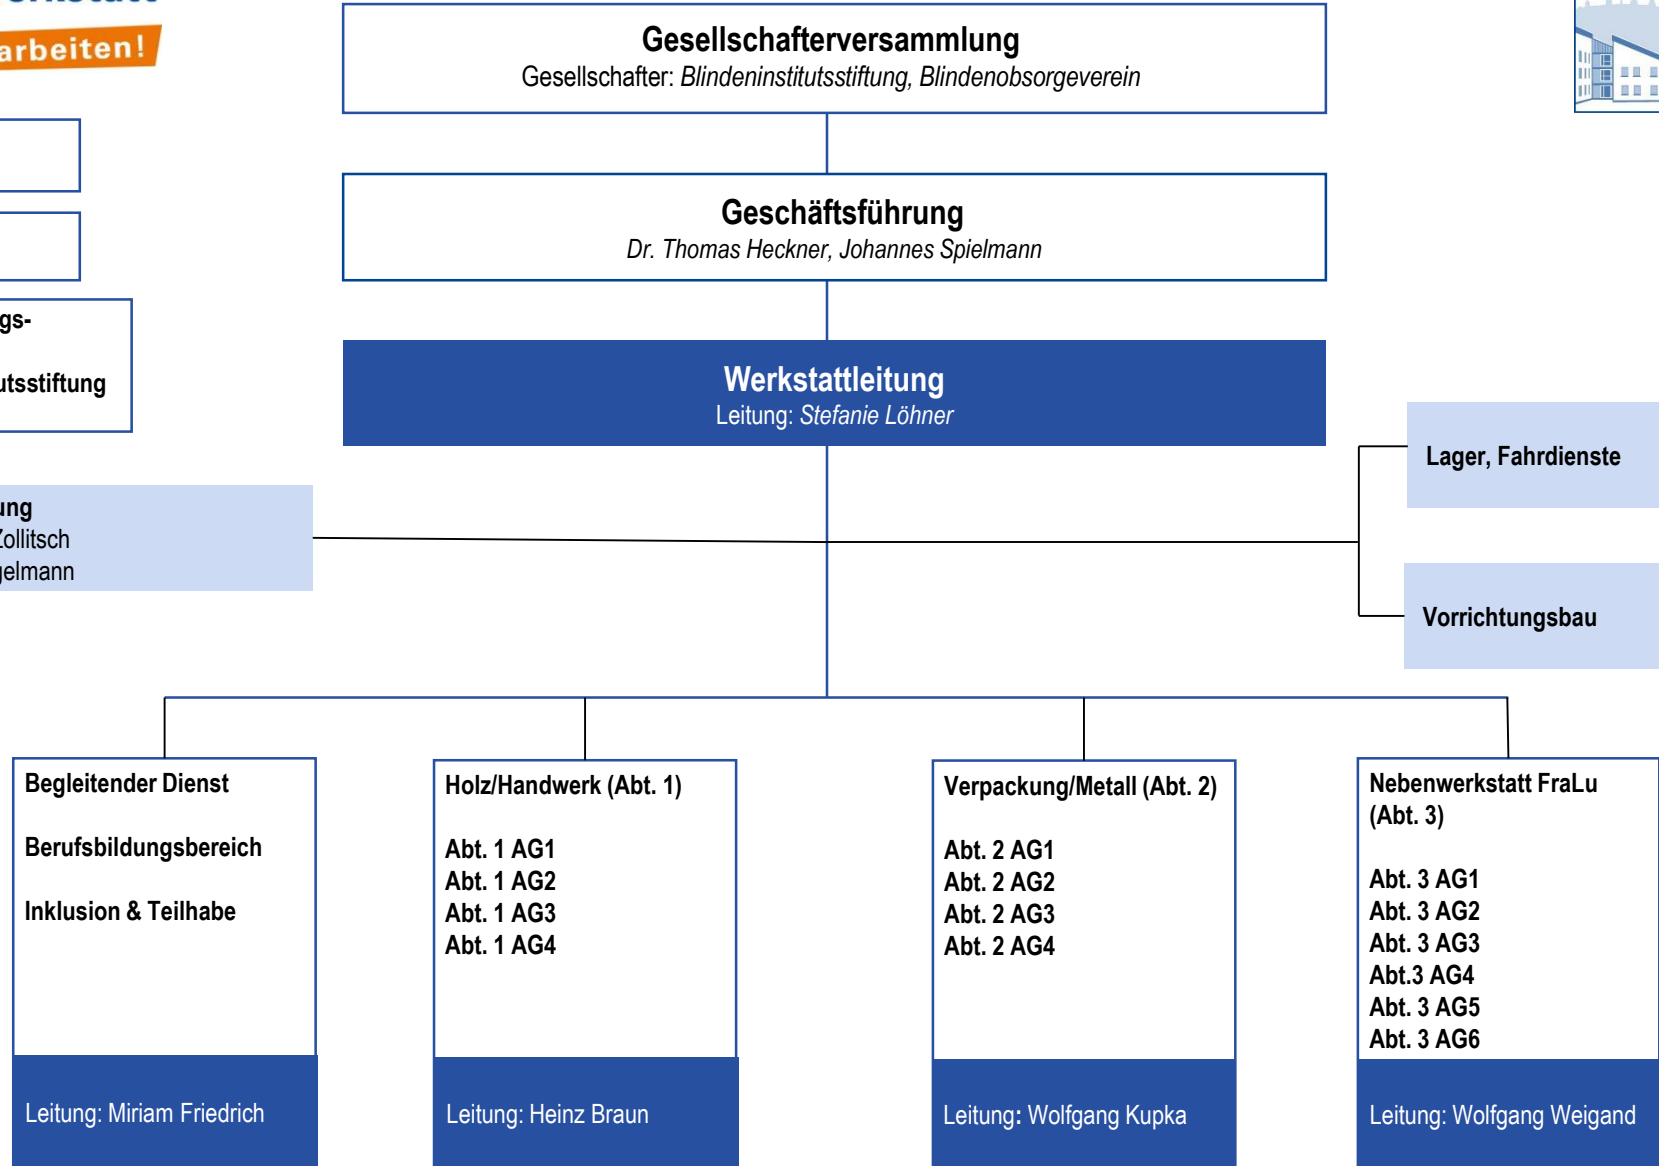 arbeiten!
Gesellschafterversammlung
Gesellschafter: Blindeninstitutsstiftung, Blindenobsorgeverein
Geschäftsführung
Dr. Thomas Heckner, Johannes Spielmann
gs-
utsstiftung
Werkstattleitung
Leitung: Stefanie Löhner
Lager, Fahrdienste
ung
Zollitsch
gelmann
Vorrichtungsbau
Begleitender Dienst
Berufsbildungsbereich
Inklusion & Teilhabe
Leitung: Miriam Friedrich
Holz/Handwerk (Abt. 1)
Abt. 1 AG1
Abt. 1 AG2
Abt. 1 AG3
Abt. 1 AG4
Leitung: Heinz Braun
Verpackung/Metall (Abt. 2)
Abt. 2 AG1
Abt. 2 AG2
Abt. 2 AG3
Abt. 2 AG4
Leitung: Wolfgang Kupka
Nebenwerkstatt FraLu
(Abt. 3)
Abt. 3 AG1
Abt. 3 AG2
Abt. 3 AG3
Abt.3 AG4
Abt. 3 AG5
Abt. 3 AG6
Leitung: Wolfgang Weigand